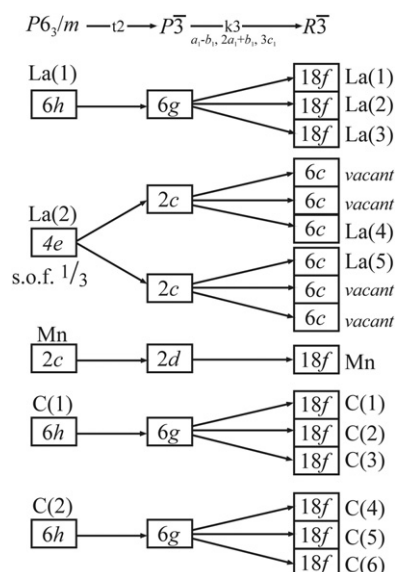 P6₃/m t2 P3̅ k3 R3̅
a₁-b₁, 2a₁+b₁, 3c₁
La(1)
6h 6g 18f La(1)
18f La(2)
18f La(3)
6c vacant
La(2) 2c 6c vacant
4e 6c La(4)
s.o.f. 1/3 6c La(5)
2c 6c vacant
6c vacant
Mn
2c 2d 18f Mn
C(1) 18f C(1)
6h 6g 18f C(2)
18f C(3)
C(2) 18f C(4)
6h 6g 18f C(5)
18f C(6)